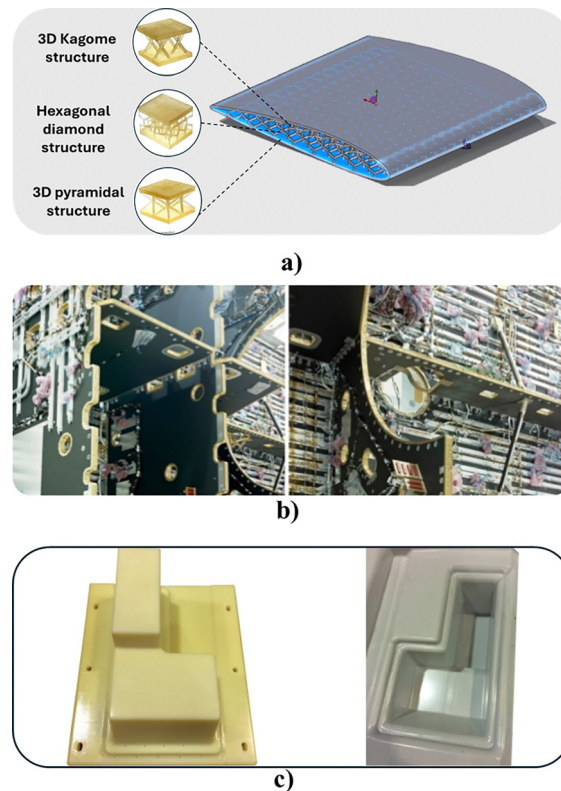 3D Kagome
structure
Hexagonal
diamond
structure
3D pyramidal
structure
a)
b)
c)